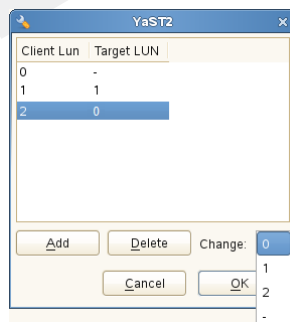 YaST2
Client Lun Target LUN
0 -
1 1
2 0
Add Delete Change: 0
1
Cancel OK 2
-